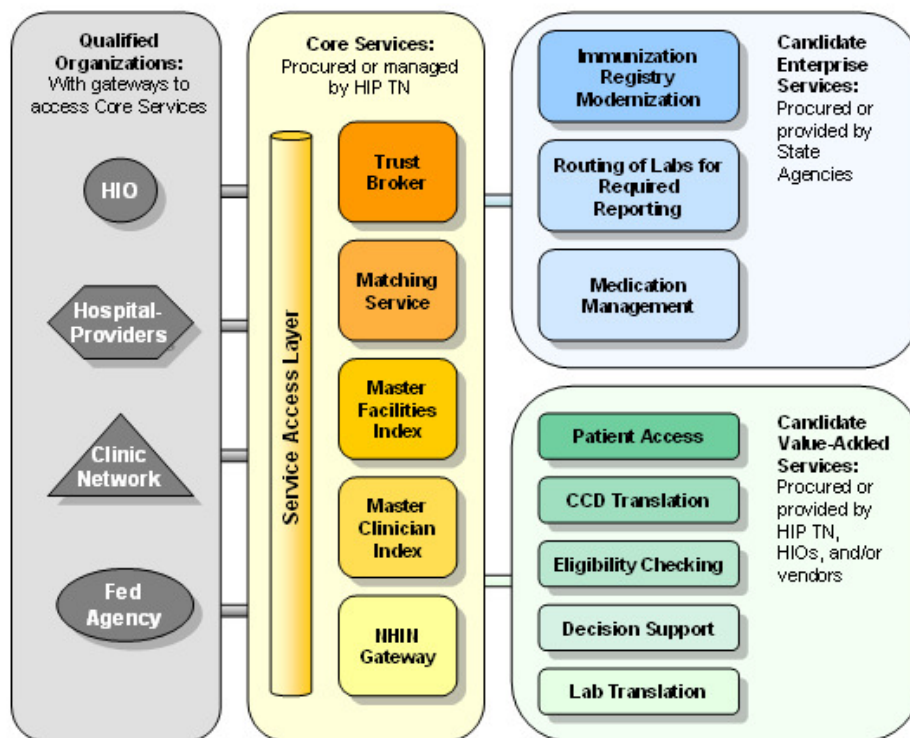 Qualified
Organizations:
With gateways to
access Core Services
HIO
Hospital-
Providers
Clinic
Network
Fed
Agency
Core Services:
Procured or managed
by HIP TN
Service Access Layer
Trust
Broker
Matching
Service
Master
Facilities
Index
Master
Clinician
Index
NHIN
Gateway
Immunization
Registry
Modernization
Routing of Labs for
Required
Reporting
Medication
Management
Candidate
Enterprise
Services:
Procured or
provided by
State
Agencies
Patient Access
CCD Translation
Eligibility Checking
Decision Support
Lab Translation
Candidate
Value-Added
Services:
Procured or
provided by
HIP TN,
HIOs, and/or
vendors